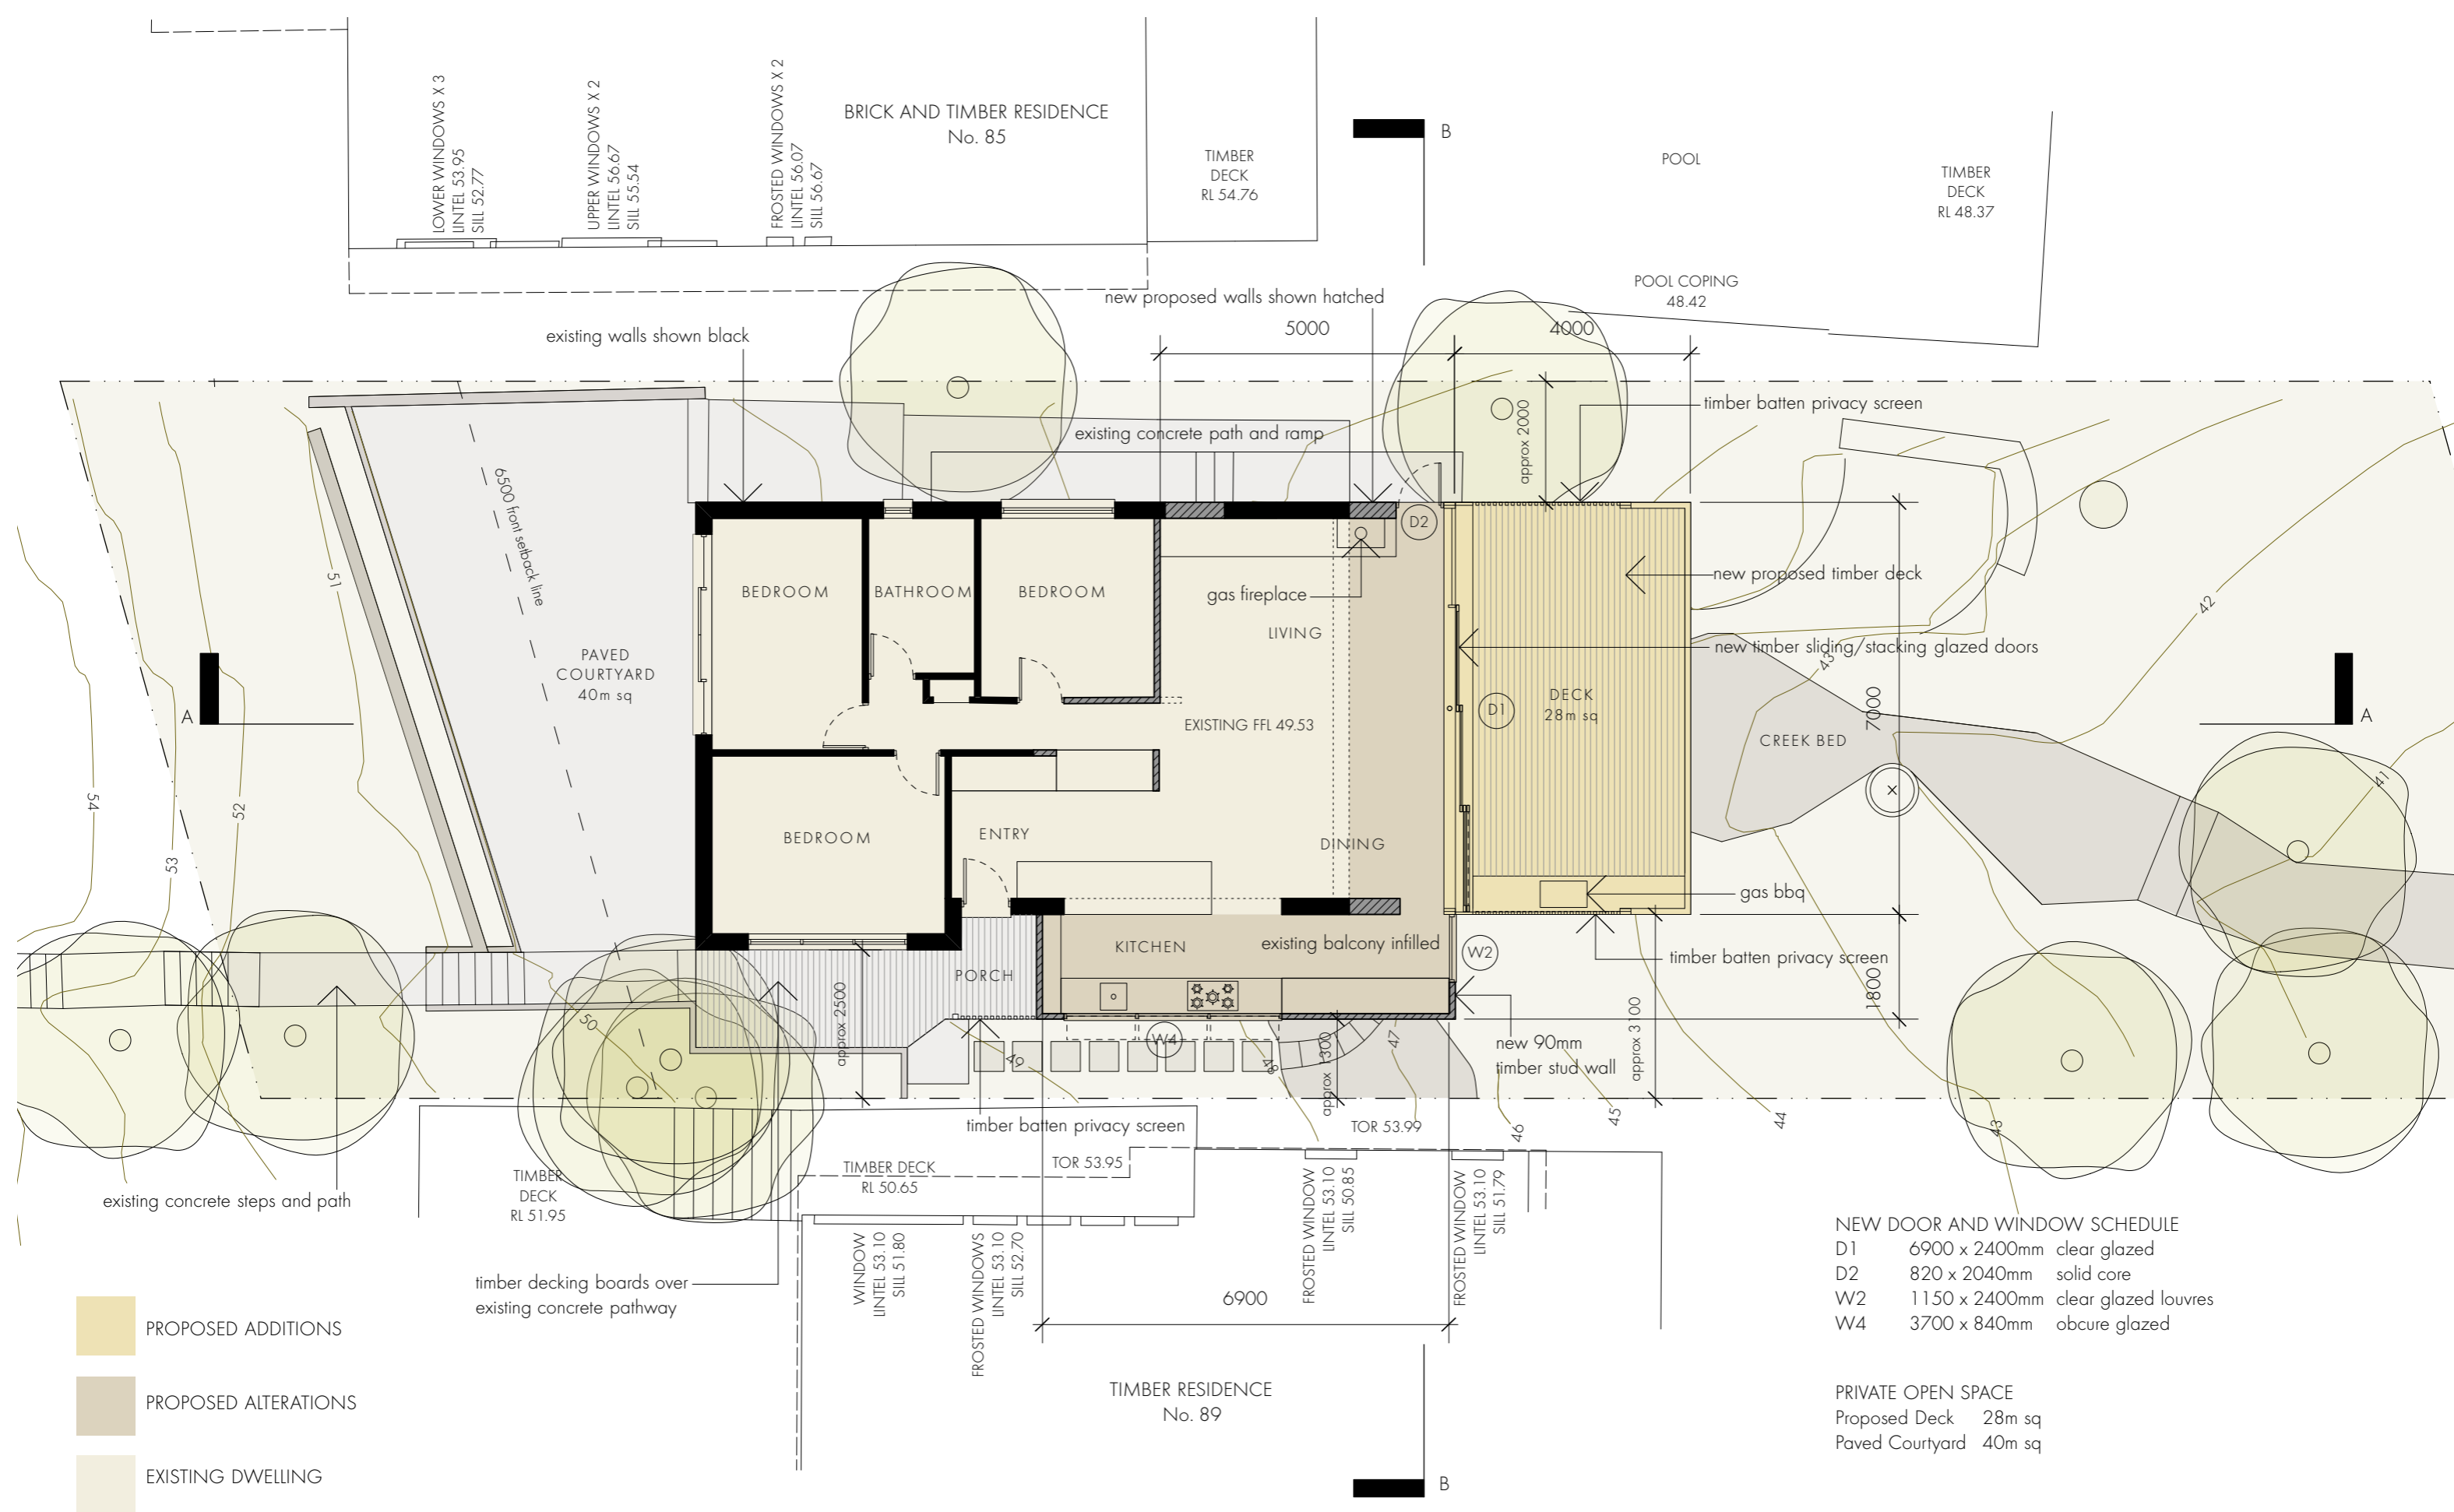 LOWER WINDOWS X 3
LINTEL 53.95
SILL 52.77
UPPER WINDOWS X 2
LINTEL 56.67
SILL 55.54
FROSTED WINDOWS X 2
LINTEL 56.07
SILL 56.67
BRICK AND TIMBER RESIDENCE
No. 85
TIMBER
DECK
RL 54.76
B
POOL
TIMBER
DECK
RL 48.37
POOL COPING
48.42
new proposed walls shown hatched
existing walls shown black
5000
4000
timber batten privacy screen
approx 2000
existing concrete path and ramp
6500 front setback line
51
D2
BEDROOM
BATHROOM
BEDROOM
gas fireplace
LIVING
new proposed timber deck
42
new timber sliding/stacking glazed doors
43
PAVED
COURTYARD
40m sq
A
EXISTING FFL 49.53
D1
DECK
28m sq
7000
CREEK BED
A
41
54
52
53
BEDROOM
ENTRY
DINING
gas bbq
KITCHEN
existing balcony infilled
W2
timber batten privacy screen
PORCH
approx 2500
1800
50
49
W4
48
approx 1300
47
new 90mm
timber stud wall
approx 3100
46
45
44
43
timber batten privacy screen
TOR 53.99
existing concrete steps and path
TIMBER
DECK
RL 51.95
TIMBER DECK
RL 50.65
TOR 53.95
WINDOW
LINTEL 53.10
SILL 51.80
FROSTED WINDOWS
LINTEL 53.10
SILL 52.70
FROSTED WINDOW
LINTEL 53.10
SILL 50.85
FROSTED WINDOW
LINTEL 53.10
SILL 51.79
timber decking boards over
existing concrete pathway
6900
NEW DOOR AND WINDOW SCHEDULE
D1 6900 x 2400mm clear glazed
D2 820 x 2040mm solid core
W2 1150 x 2400mm clear glazed louvres
W4 3700 x 840mm obcure glazed
PROPOSED ADDITIONS
PROPOSED ALTERATIONS
EXISTING DWELLING
TIMBER RESIDENCE
No. 89
B
PRIVATE OPEN SPACE
Proposed Deck 28m sq
Paved Courtyard 40m sq